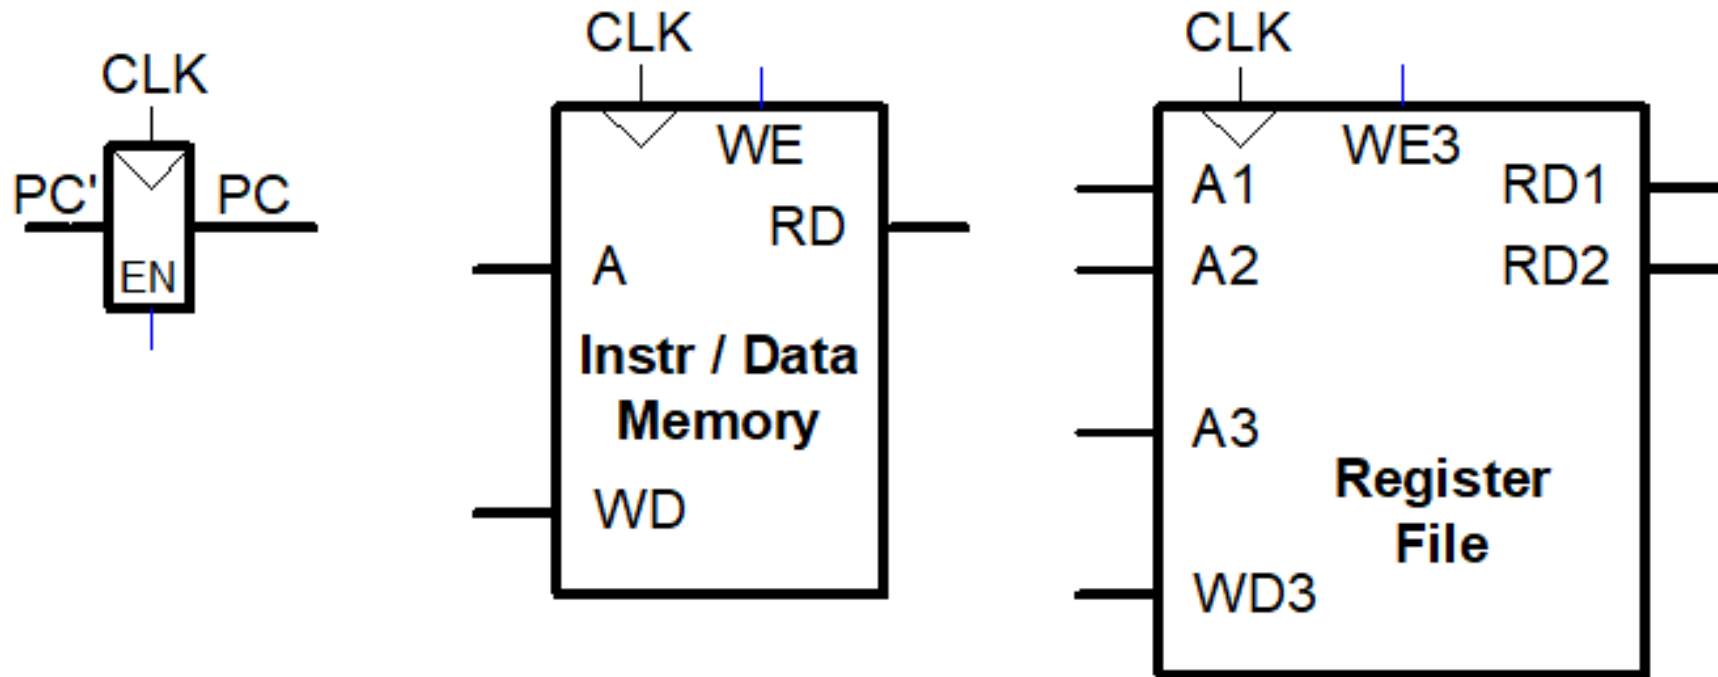 CLK
PC'
PC
EN
CLK
WE
RD
A
Instr / Data
Memory
WD
CLK
WE3
A1
RD1
A2
RD2
A3
Register
File
WD3